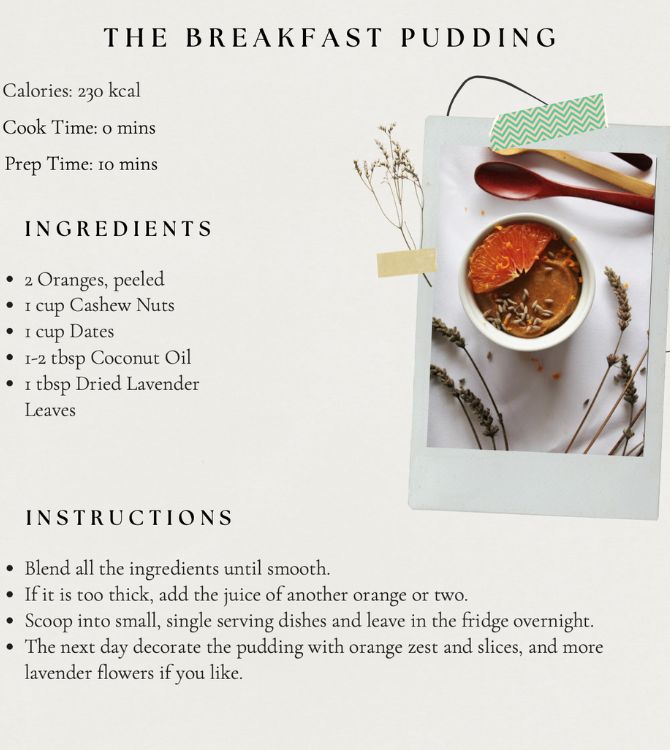 THE BREAKFAST PUDDING
Calories: 230 kcal
Cook Time: 0 mins
Prep Time: 10 mins
INGREDIENTS
• 2 Oranges, peeled
• 1 cup Cashew Nuts
• 1 cup Dates
• 1-2 tbsp Coconut Oil
• 1 tbsp Dried Lavender
Leaves
INSTRUCTIONS
• Blend all the ingredients until smooth.
• If it is too thick, add the juice of another orange or two.
• Scoop into small, single serving dishes and leave in the fridge overnight.
• The next day decorate the pudding with orange zest and slices, and more
lavender flowers if you like.